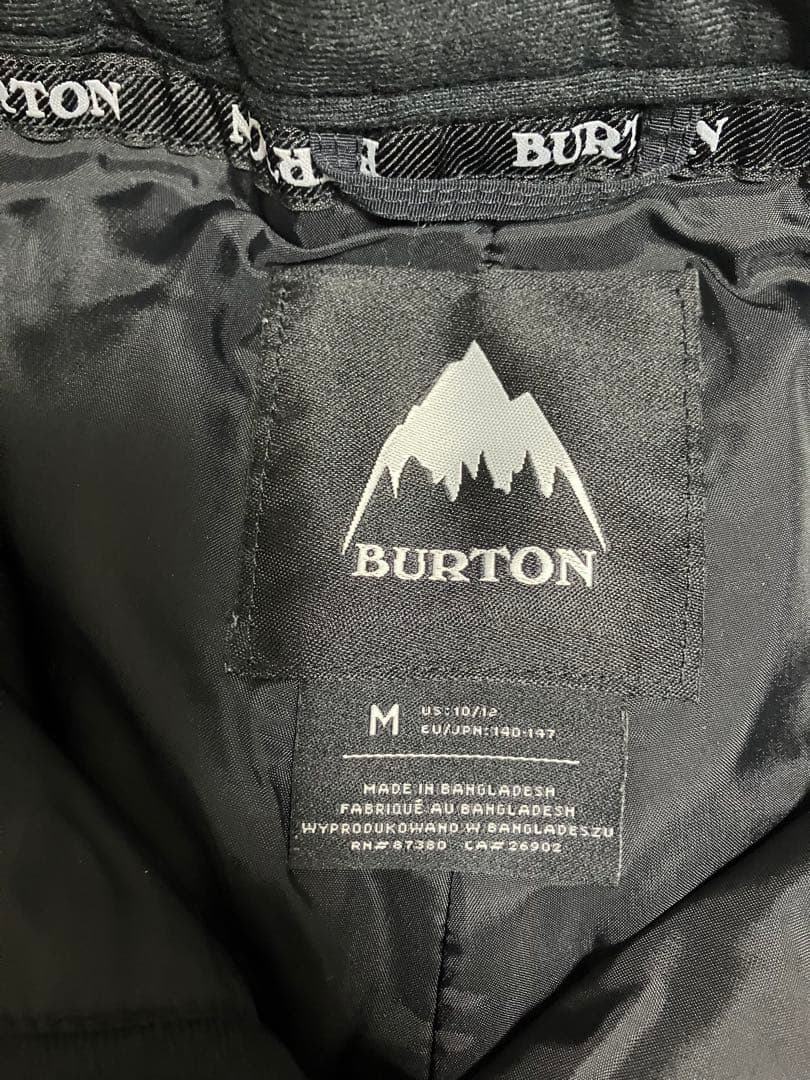 RTON
BURTON
BURTON
BURTON
M
US: 10/12
EU/JPN: 140-147
MADE IN BANGLADESH
FABRIQUÉ AU BANGLADESH
WYPRODUKOWANO W BANGLADESZU
RN# 87380 CA# 26902